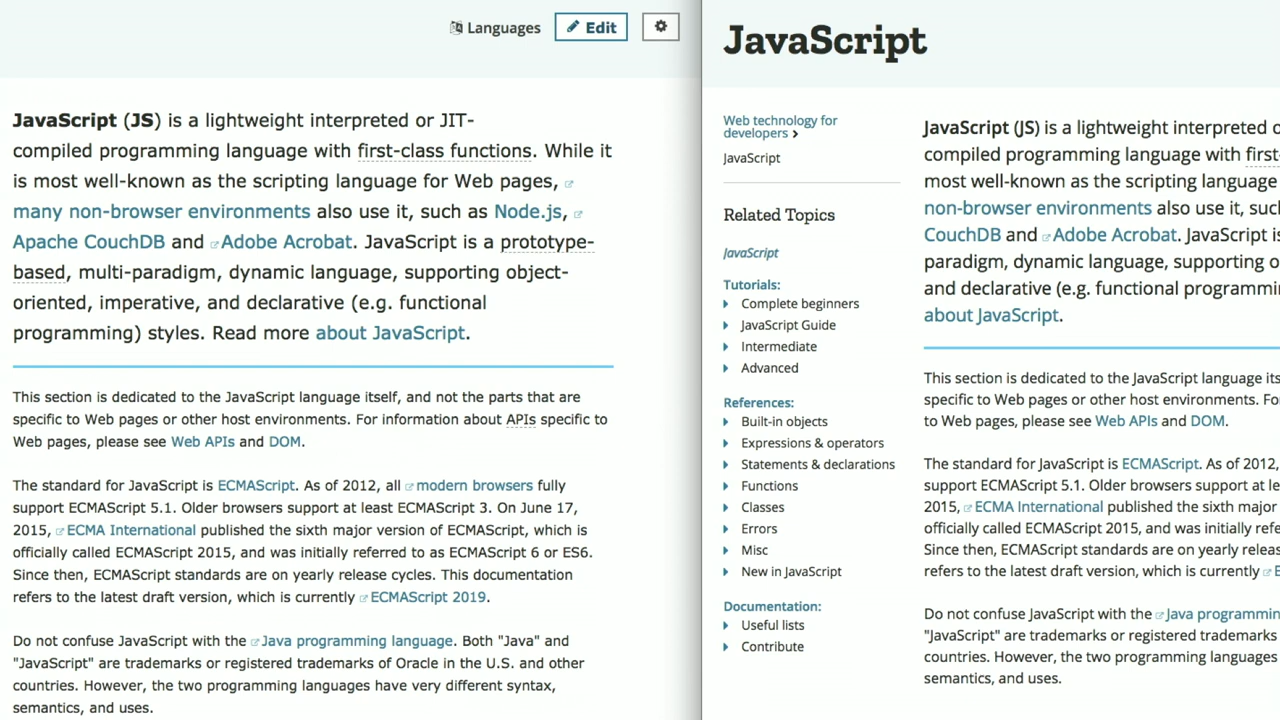 Languages
Edit
JavaScript (JS) is a lightweight interpreted or JIT-
compiled programming language with first-class functions. While it
is most well-known as the scripting language for Web pages,
many non-browser environments also use it, such as Node.js,
Apache CouchDB and Adobe Acrobat. JavaScript is a prototype-
based, multi-paradigm, dynamic language, supporting object-
oriented, imperative, and declarative (e.g. functional
programming) styles. Read more about JavaScript.
This section is dedicated to the JavaScript language itself, and not the parts that are
specific to Web pages or other host environments. For information about APIs specific to
Web pages, please see Web APIs and DOM.
The standard for JavaScript is ECMAScript. As of 2012, all modern browsers fully
support ECMAScript 5.1. Older browsers support at least ECMAScript 3. On June 17,
2015, ECMA International published the sixth major version of ECMAScript, which is
officially called ECMAScript 2015, and was initially referred to as ECMAScript 6 or ES6.
Since then, ECMAScript standards are on yearly release cycles. This documentation
refers to the latest draft version, which is currently ECMAScript 2019.
Do not confuse JavaScript with the Java programming language. Both "Java" and
"JavaScript" are trademarks or registered trademarks of Oracle in the U.S. and other
countries. However, the two programming languages have very different syntax,
semantics, and uses.
JavaScript
Web technology for
developers
JavaScript
Related Topics
JavaScript
Tutorials:
Complete beginners
JavaScript Guide
Intermediate
Advanced
References:
Built-in objects
Expressions & operators
Statements & declarations
Functions
Classes
Errors
Misc
New in JavaScript
Documentation:
Useful lists
Contribute
JavaScript (JS) is a lightweight interpreted o
compiled programming language with first-
most well-known as the scripting language
non-browser environments also use it, suc
CouchDB and Adobe Acrobat. JavaScript is
paradigm, dynamic language, supporting o
and declarative (e.g. functional programmi
about JavaScript.
This section is dedicated to the JavaScript language its
specific to Web pages or other host environments. Fo
to Web pages, please see Web APIs and DOM.
The standard for JavaScript is ECMAScript. As of 2012,
support ECMAScript 5.1. Older browsers support at le
2015, ECMA International published the sixth major
officially called ECMAScript 2015, and was initially refe
Since then, ECMAScript standards are on yearly releas
refers to the latest draft version, which is currently E
Do not confuse JavaScript with the Java programmin
"JavaScript" are trademarks or registered trademarks
countries. However, the two programming languages
semantics, and uses.